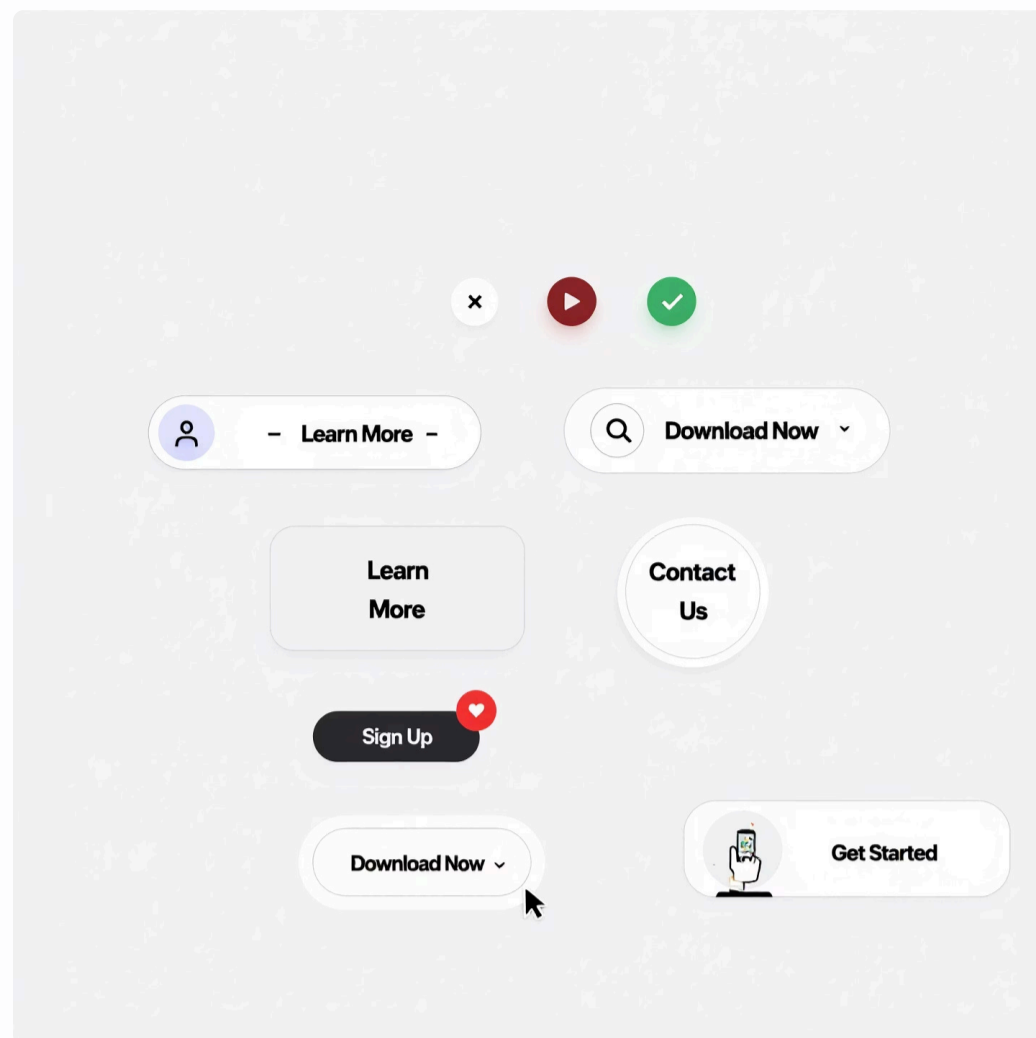 – Learn More –
Download Now
Learn
More
Contact
Us
Sign Up
Download Now
Get Started